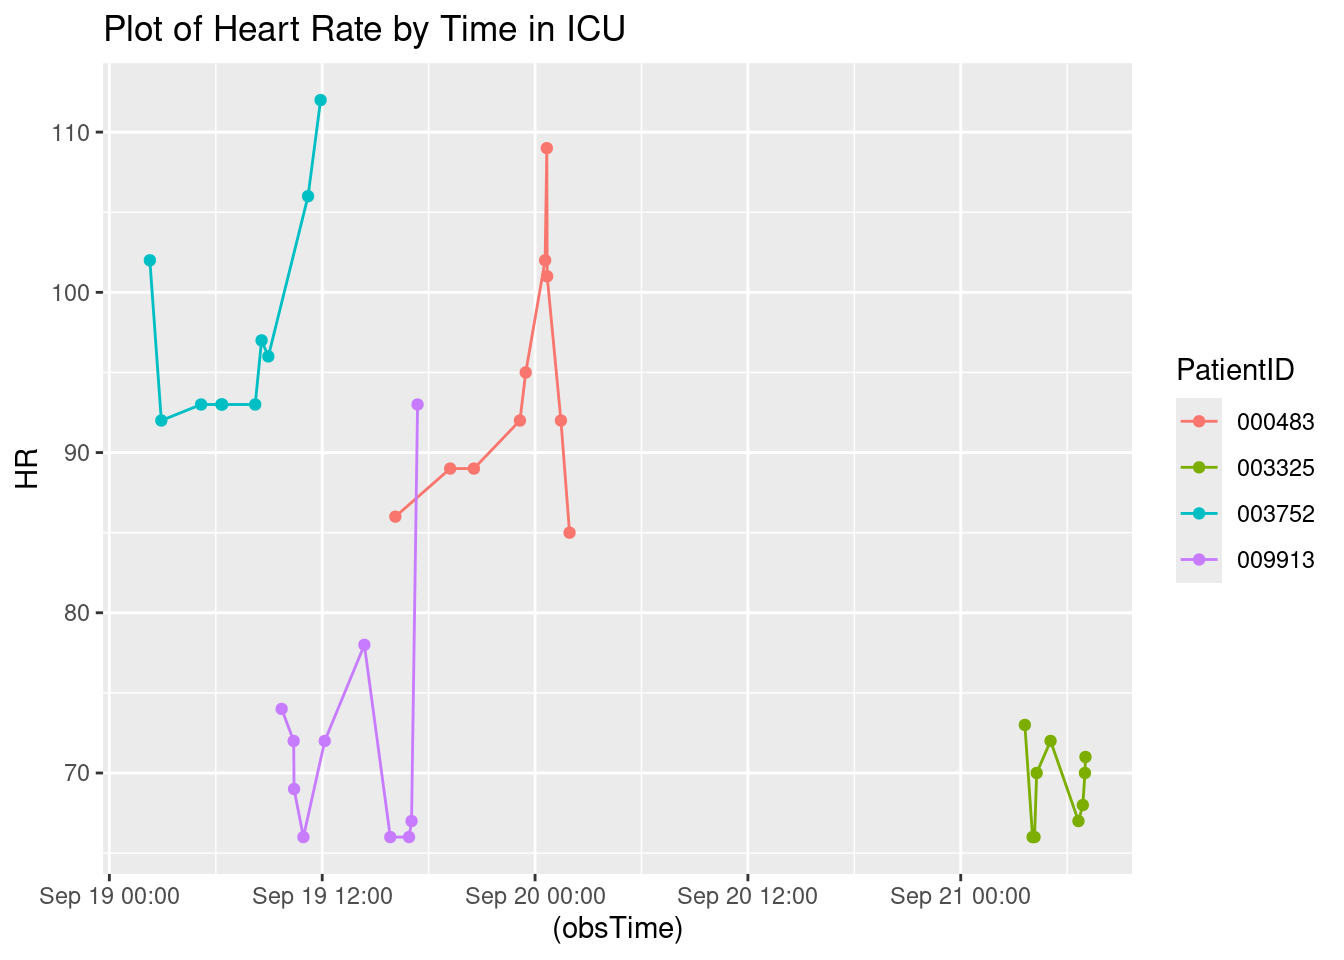 Plot of Heart Rate by Time in ICU
110
100
90
80
70
HR
Sep 19 00:00
Sep 19 12:00
Sep 20 00:00
Sep 20 12:00
Sep 21 00:00
(obsTime)
PatientID
000483
003325
003752
009913